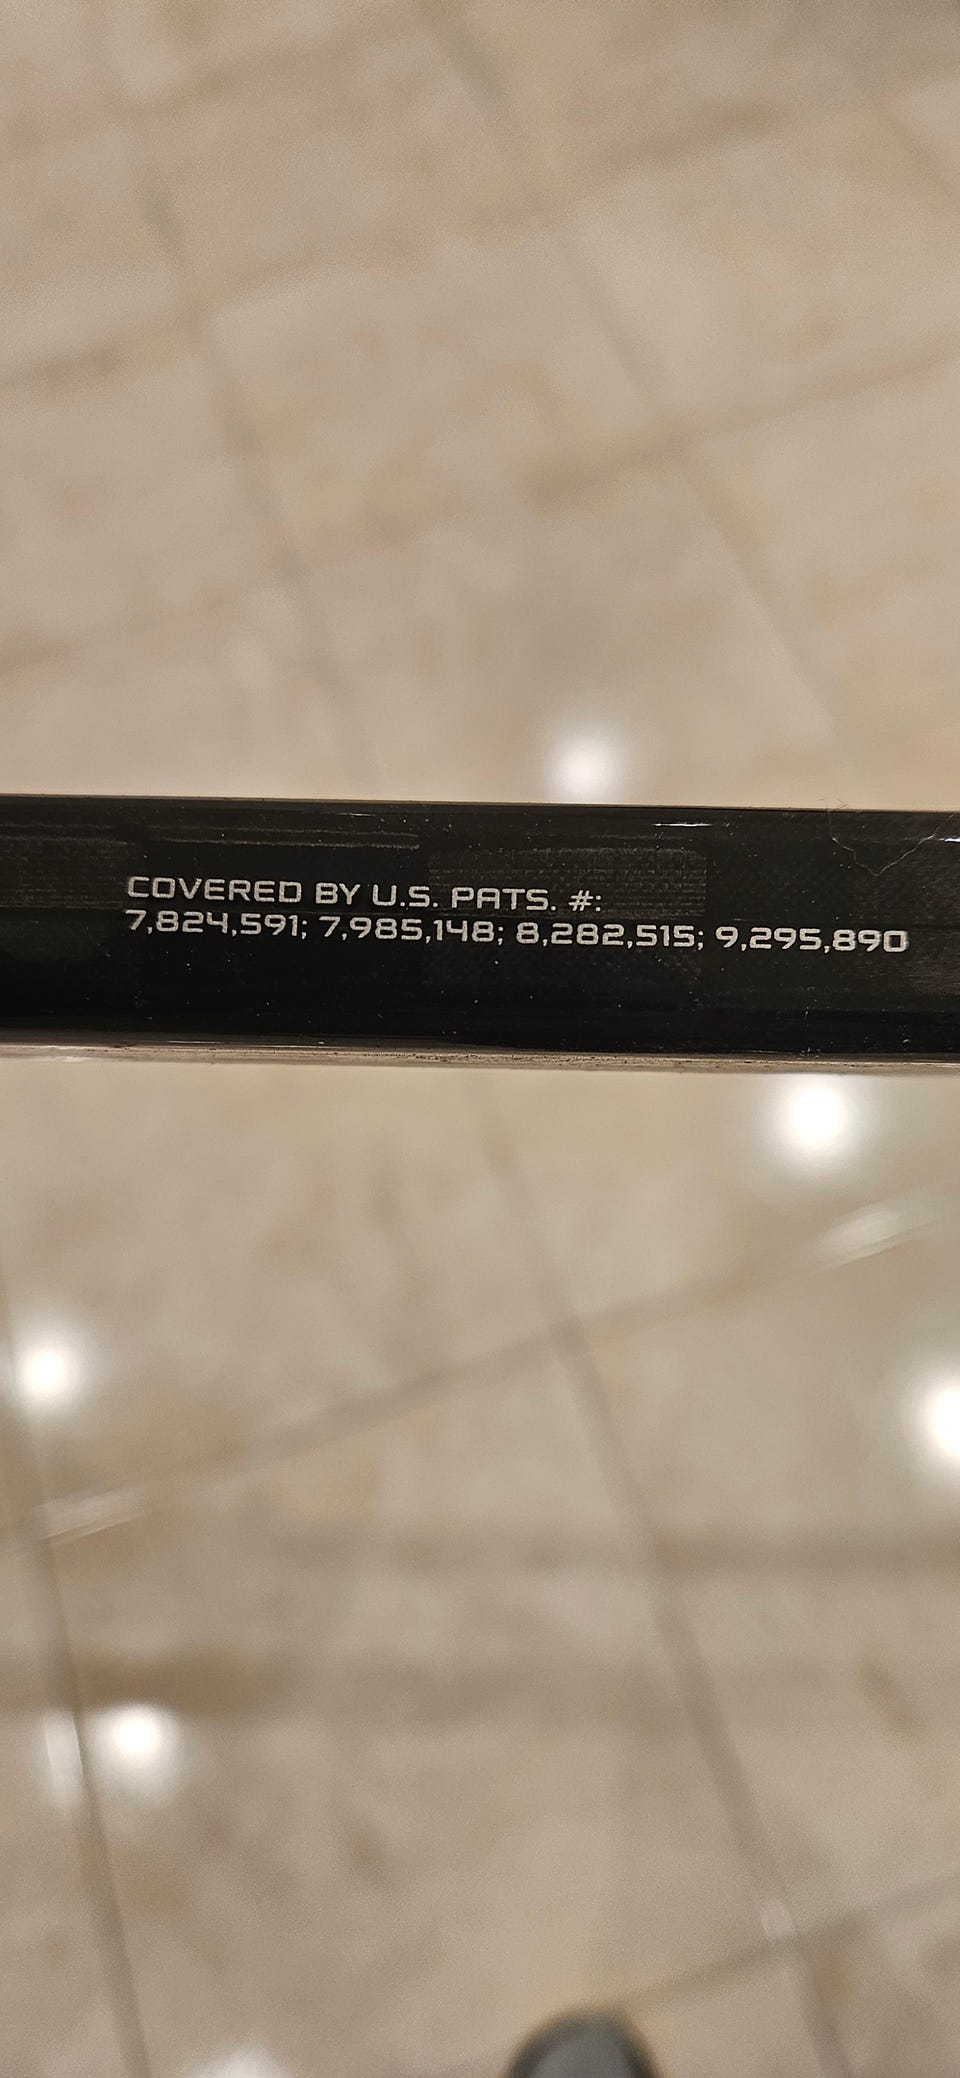 COVERED BY U.S. PATS. #:
7,824,591; 7,985,148; 8,282,515; 9,295,890